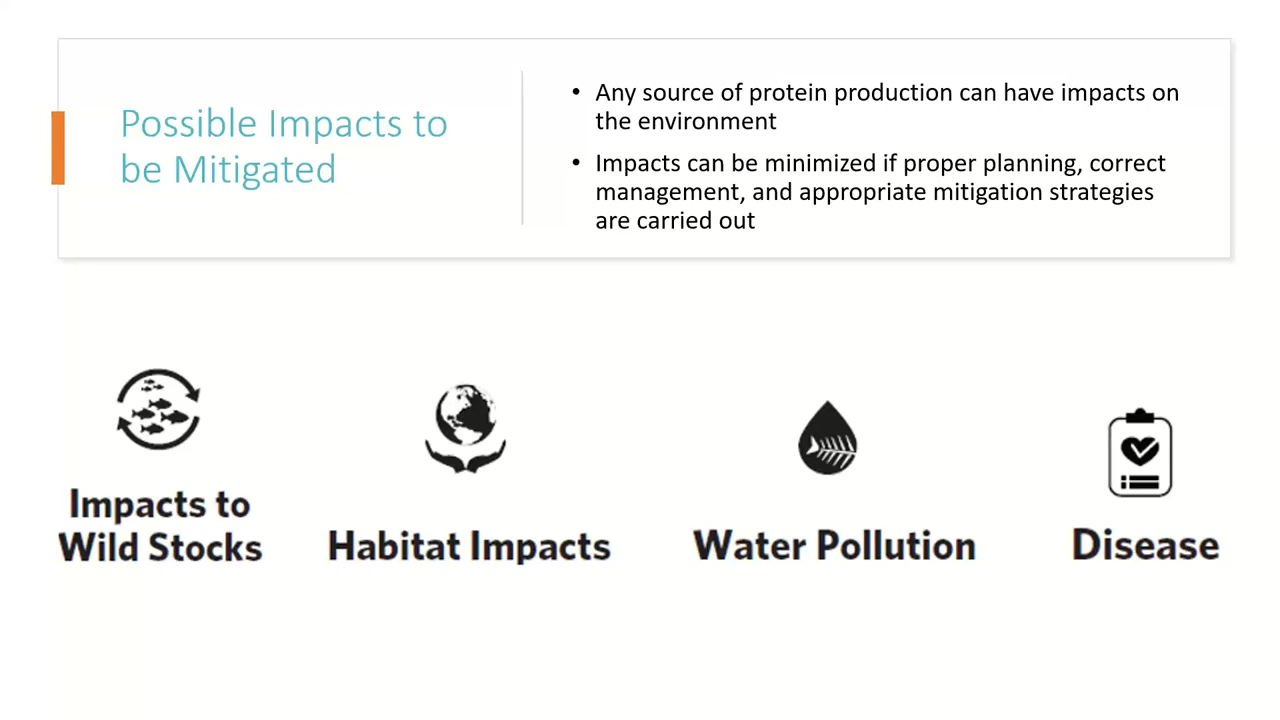 Possible Impacts to
be Mitigated
• Any source of protein production can have impacts on
the environment
• Impacts can be minimized if proper planning, correct
management, and appropriate mitigation strategies
are carried out
Impacts to
Wild Stocks
Habitat Impacts
Water Pollution
Disease